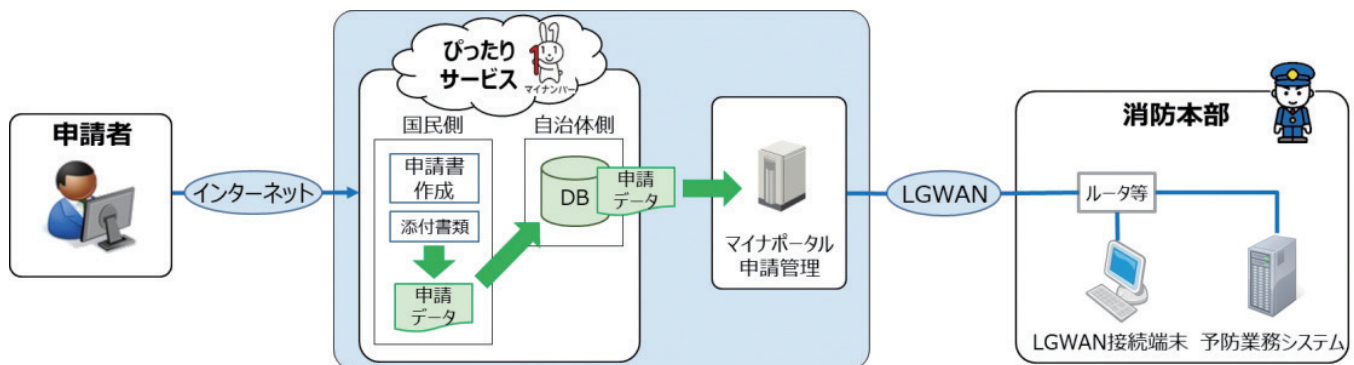 ぴったり
サービス
1
マイナンバー
申請者
インターネット
国民側
申請書
作成
添付書類
申請
データ
自治体側
DB
申請
データ
マイナポータル
申請管理
LGWAN
消防本部
ルータ等
LGWAN接続端末
予防業務システム